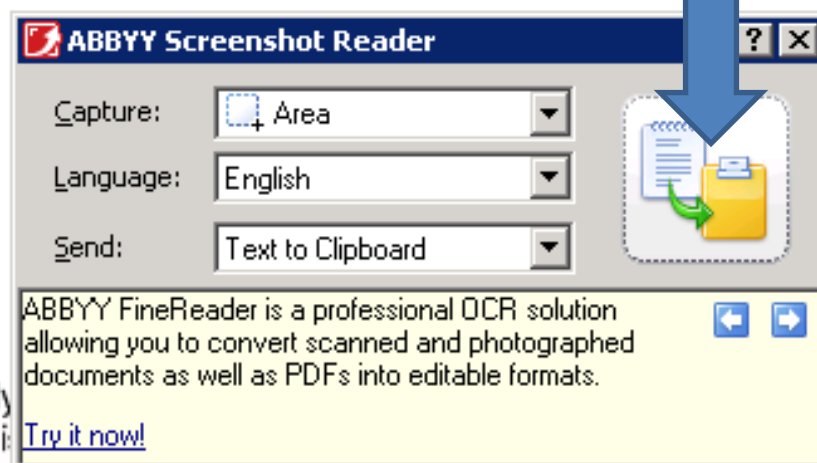 ABBYY Screenshot Reader
?
Capture:
Area
Language:
English
Send:
Text to Clipboard
ABBYY FineReader is a professional OCR solution
allowing you to convert scanned and photographed
documents as well as PDFs into editable formats.
Try it now!